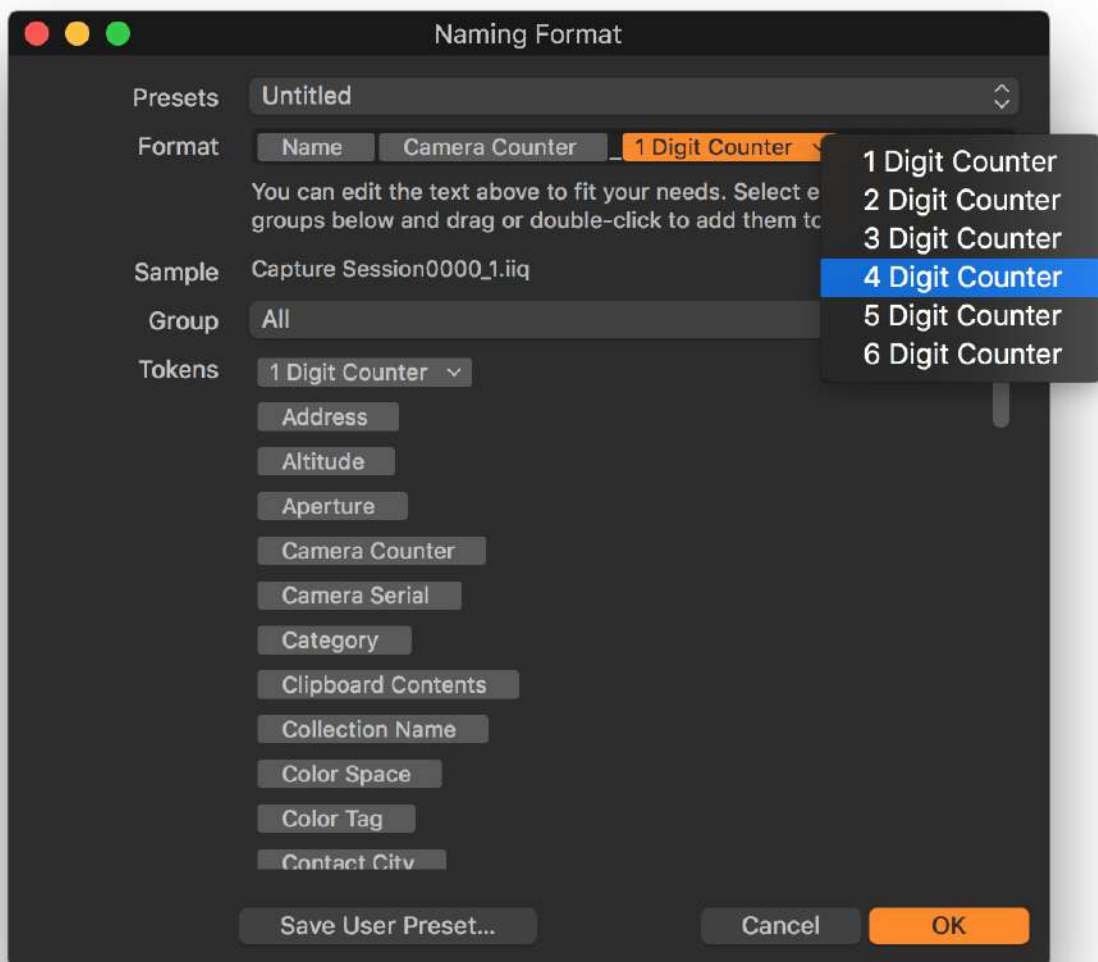 Naming Format
Presets Untitled
Format Name Camera Counter _ 1 Digit Counter
You can edit the text above to fit your needs. Select e
groups below and drag or double-click to add them to
1 Digit Counter
2 Digit Counter
3 Digit Counter
4 Digit Counter
5 Digit Counter
6 Digit Counter
Sample Capture Session0000_1.iiq
Group All
Tokens 1 Digit Counter
Address
Altitude
Aperture
Camera Counter
Camera Serial
Category
Clipboard Contents
Collection Name
Color Space
Color Tag
Contact City
Save User Preset... Cancel OK